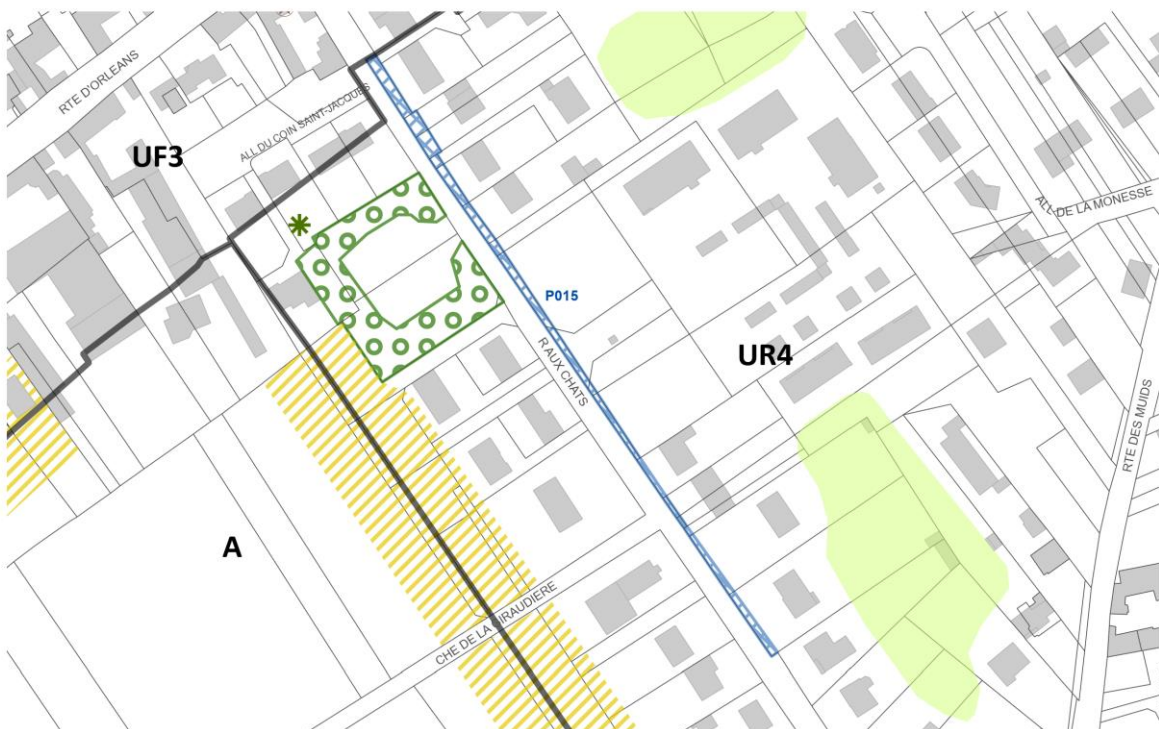 RTE D'ORLEANS
ALL DU COIN SAINT-JACQUES
UF3
ALL DE LA MONESSE
P015
R AUX CHATS
UR4
RTE DES MUIDS
A
CHE DE LA GIRAUDIERE